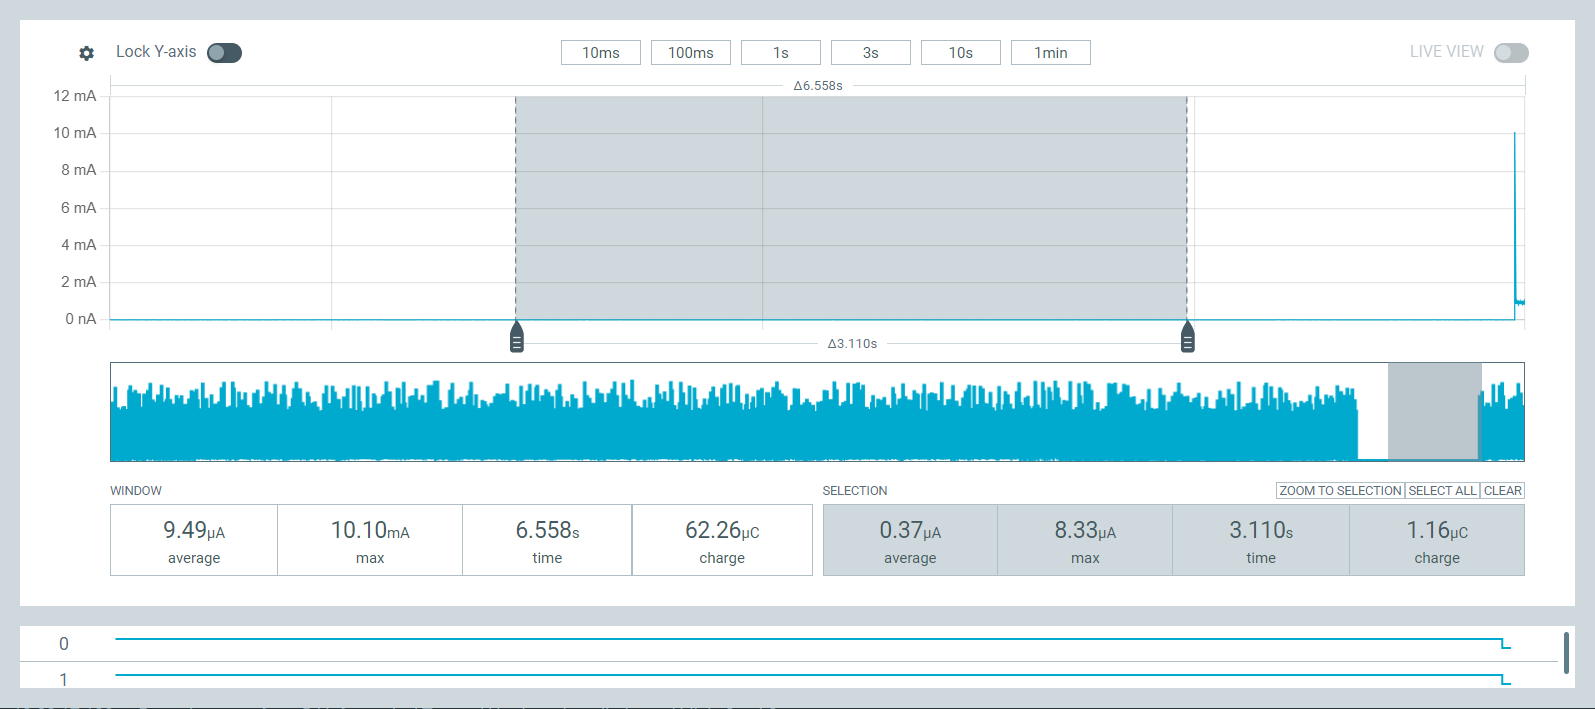 Lock Y-axis 10ms 100ms 1s 3s 10s 1min LIVE VIEW
Δ6.558s
12 mA
10 mA
8 mA
6 mA
4 mA
2 mA
0 nA
Δ3.110s
WINDOW SELECTION ZOOM TO SELECTION SELECT ALL CLEAR
9.49µA 10.10mA 6.558s 62.26µC 0.37µA 8.33µA 3.110s 1.16µC
average max time charge average max time charge
0
1